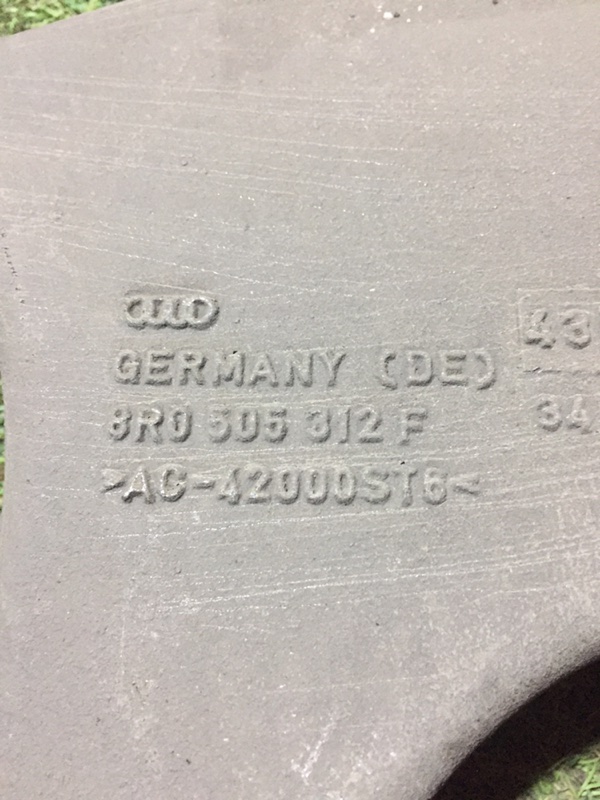 GERMANY (DE)
8R0 505 312 F
>AC-42000ST6<
43
34